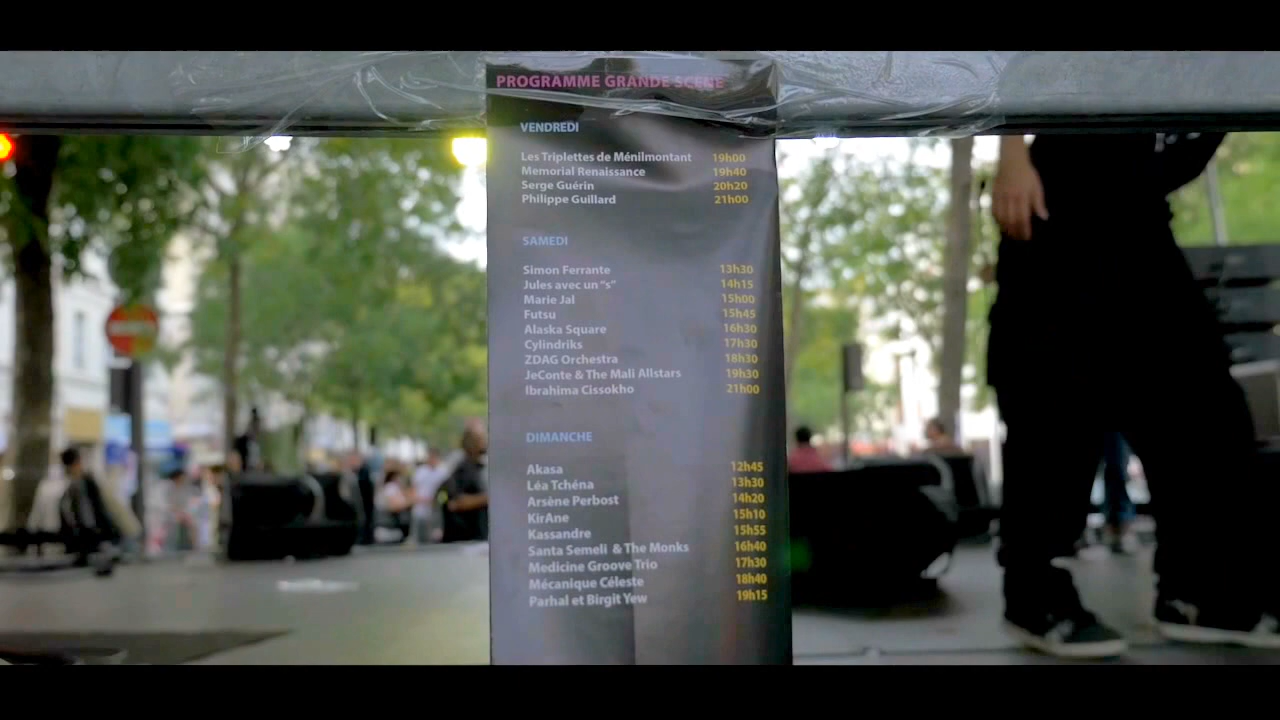 PROGRAMME GRANDE SCENE
VENDREDI
Les Triplettes de Ménilmontant 19h00
Memorial Renaissance 19h40
Serge Guérin 20h20
Philippe Guillard 21h00
SAMEDI
Simon Ferrante 13h30
Jules avec un "s" 14h15
Marie Jal 15h00
Futsu 15h45
Alaska Square 16h30
Cylindriks 17h30
ZDAG Orchestra 18h30
JeConte & The Mali Allstars 19h30
Ibrahima Cissokho 21h00
DIMANCHE
Akasa 12h45
Léa Tchéna 13h30
Arsène Perbost 14h20
KirAne 15h10
Kassandre 15h55
Santa Semeli & The Monks 16h40
Medicine Groove Trio 17h30
Mécanique Céleste 18h40
Parhal et Birgit Yew 19h15